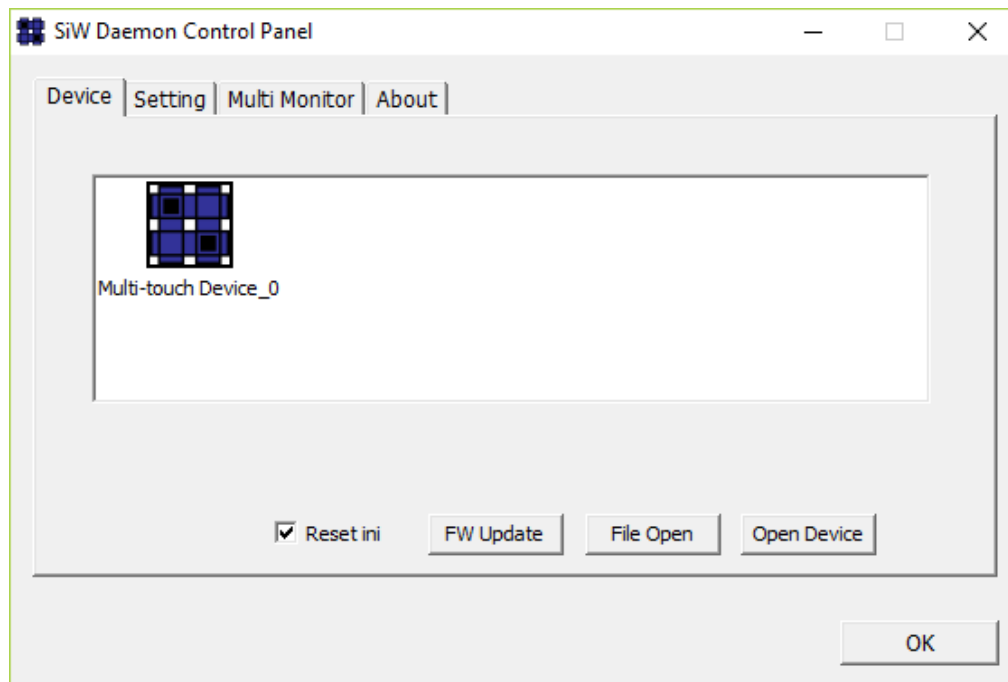 SiW Daemon Control Panel
Device Setting Multi Monitor About
Multi-touch Device_0
Reset ini FW Update File Open Open Device
OK